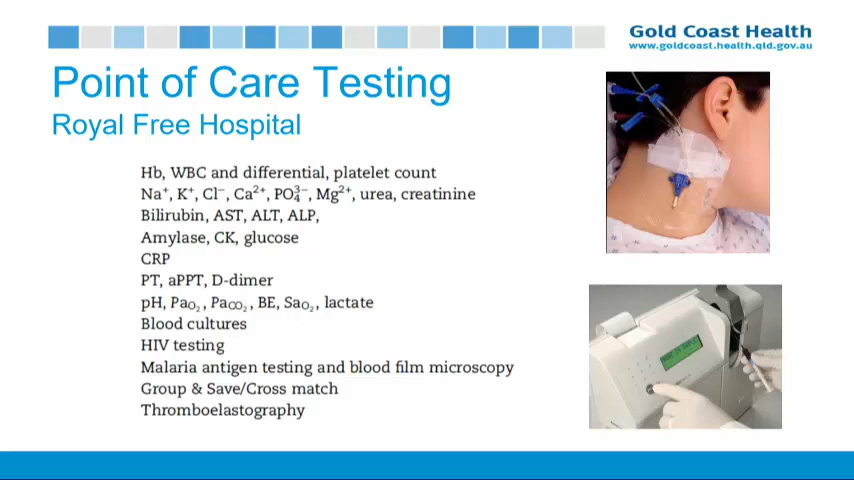 Gold Coast Health
www.goldcoast.health.qld.gov.au
Point of Care Testing
Royal Free Hospital
Hb, WBC and differential, platelet count
Na⁺, K⁺, Cl⁻, Ca²⁺, PO₄³⁻, Mg²⁺, urea, creatinine
Bilirubin, AST, ALT, ALP,
Amylase, CK, glucose
CRP
PT, aPPT, D-dimer
pH, PaO₂, PaCO₂, BE, SaO₂, lactate
Blood cultures
HIV testing
Malaria antigen testing and blood film microscopy
Group & Save/Cross match
Thromboelastography